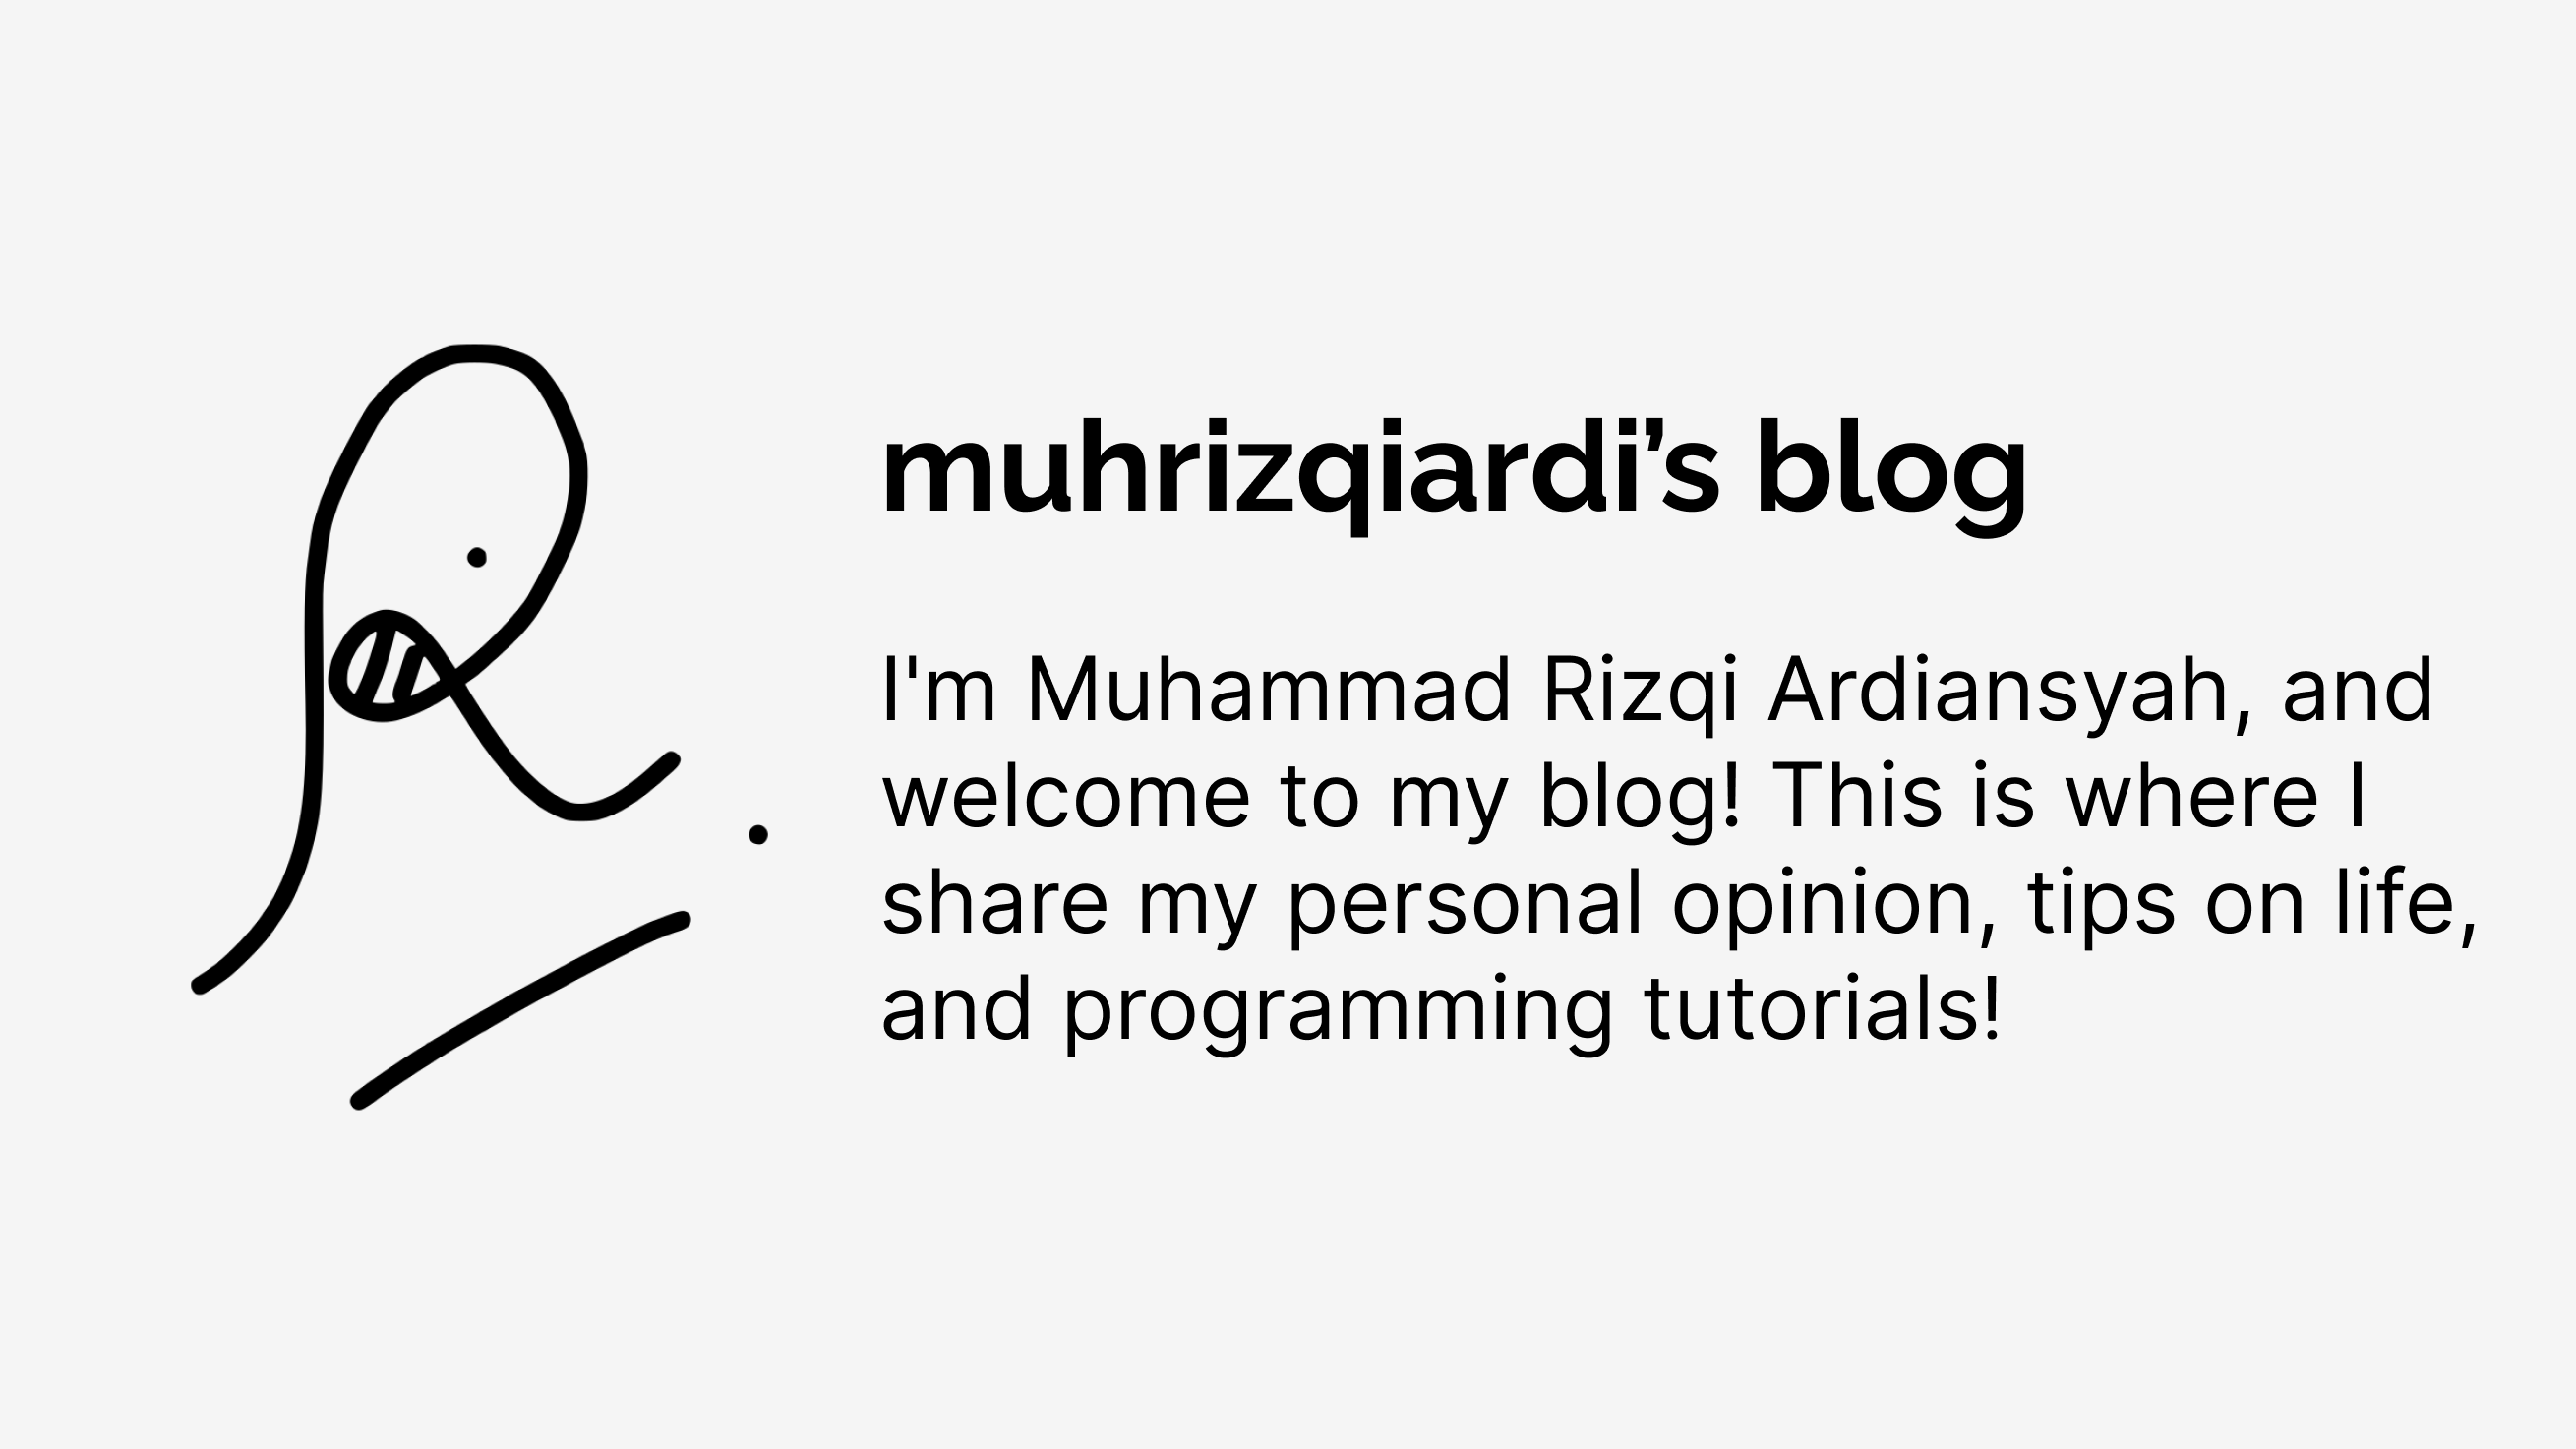 R.
muhrizqiardi’s blog
I'm Muhammad Rizqi Ardiansyah, and
welcome to my blog! This is where I
share my personal opinion, tips on life,
and programming tutorials!